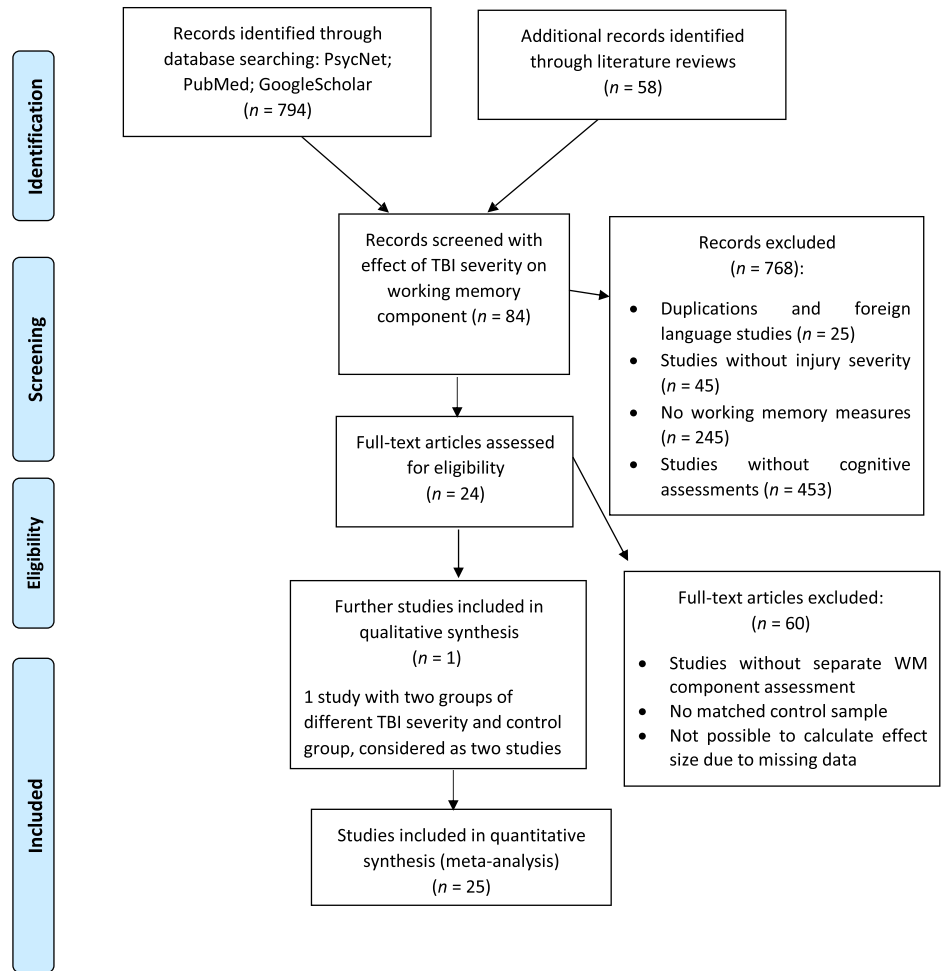 Records identified through
database searching: PsycNet;
PubMed; GoogleScholar
(n = 794)
Additional records identified
through literature reviews
(n = 58)
Identification
Records screened with
effect of TBI severity on
working memory
component (n = 84)
Records excluded
(n = 768):
• Duplications and foreign
language studies (n = 25)
• Studies without injury severity
(n = 45)
• No working memory measures
(n = 245)
• Studies without cognitive
assessments (n = 453)
Screening
Full-text articles assessed
for eligibility
(n = 24)
Eligibility
Further studies included in
qualitative synthesis
(n = 1)
1 study with two groups of
different TBI severity and control
group, considered as two studies
Full-text articles excluded:
(n = 60)
• Studies without separate WM
component assessment
• No matched control sample
• Not possible to calculate effect
size due to missing data
Included
Studies included in quantitative
synthesis (meta-analysis)
(n = 25)